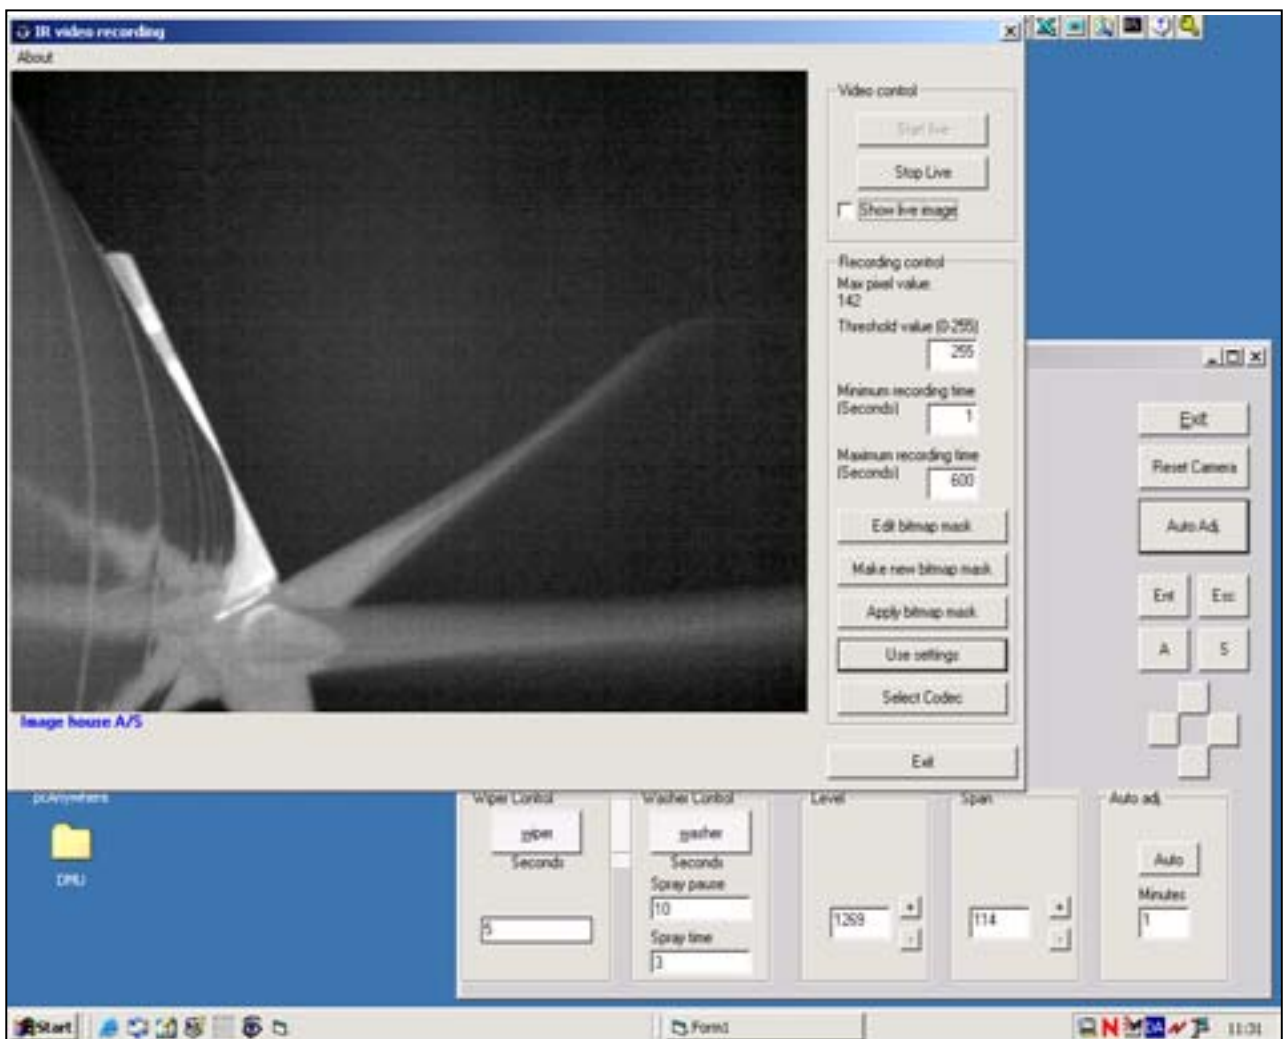 IR video recording
About
Video control
Start live
Stop Live
Show live image
Recording control
Max pixel value:
142
Threshold value (0-255)
255
Minimum recording time
(Seconds)
1
Maximum recording time
(Seconds)
600
Edit bitmap mask
Make new bitmap mask
Apply bitmap mask
Use settings
Select Codec
Exit
Image house A/S
Exit
Reset Camera
Auto Adj.
Ent
Esc
A
S
pcAnywhere
DMU
Wiper Control
wiper
Seconds
5
Washer Control
washer
Seconds
Spray pause
10
Spray time
3
Level
1269
+
-
Span
114
+
-
Auto adj.
Auto
Minutes
1
Start
Form1
N
DA
11:31